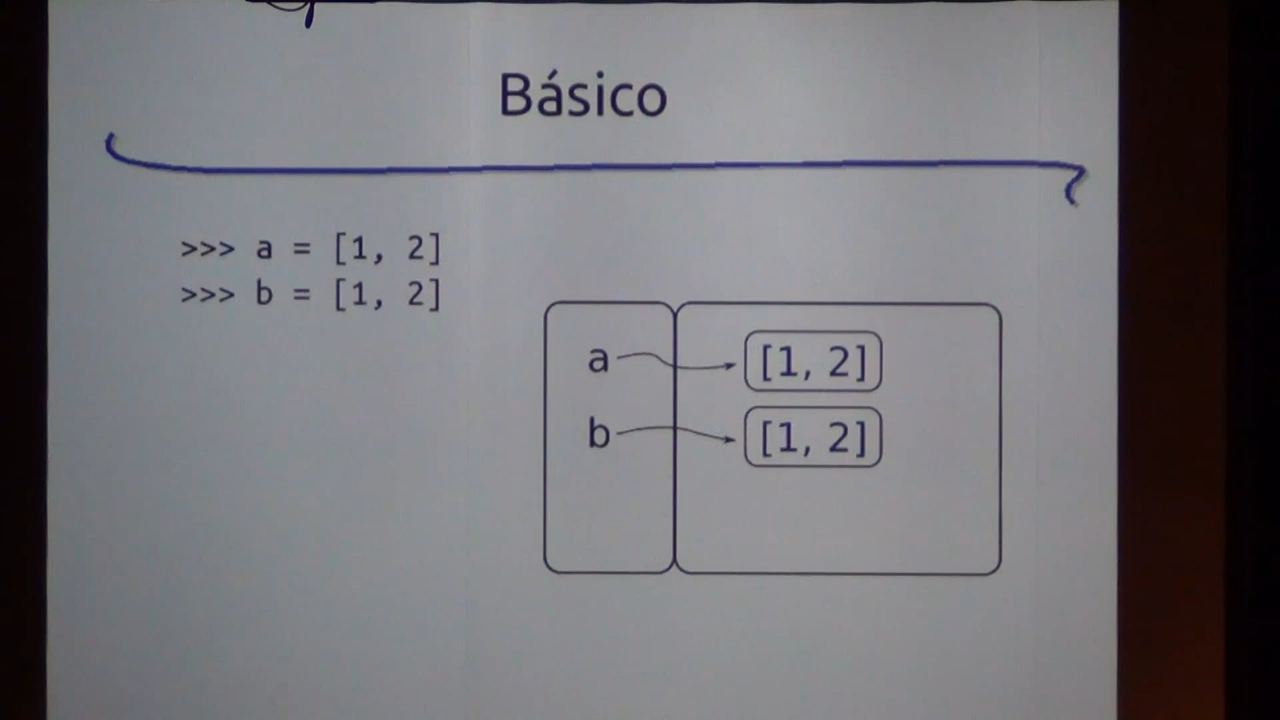 Básico
>>> a = [1, 2]
>>> b = [1, 2]
a [1, 2]
b [1, 2]